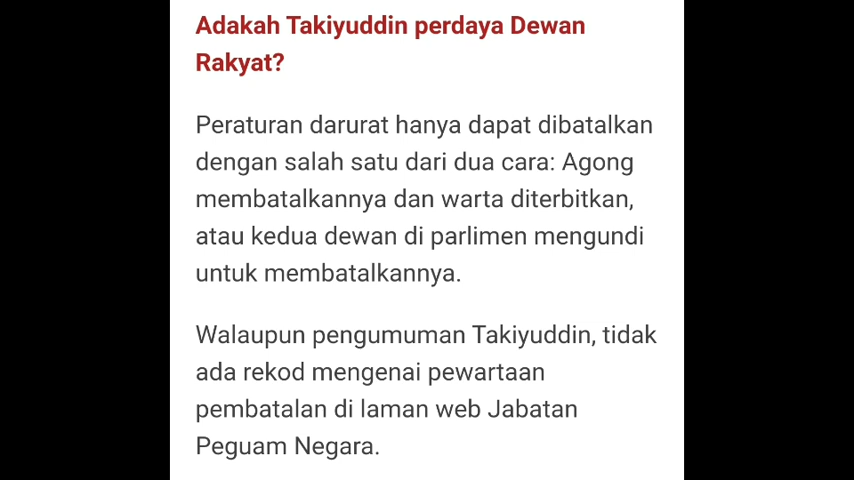 Adakah Takiyuddin perdaya Dewan
Rakyat?
Peraturan darurat hanya dapat dibatalkan
dengan salah satu dari dua cara: Agong
membatalkannya dan warta diterbitkan,
atau kedua dewan di parlimen mengundi
untuk membatalkannya.
Walaupun pengumuman Takiyuddin, tidak
ada rekod mengenai pewartaan
pembatalan di laman web Jabatan
Peguam Negara.